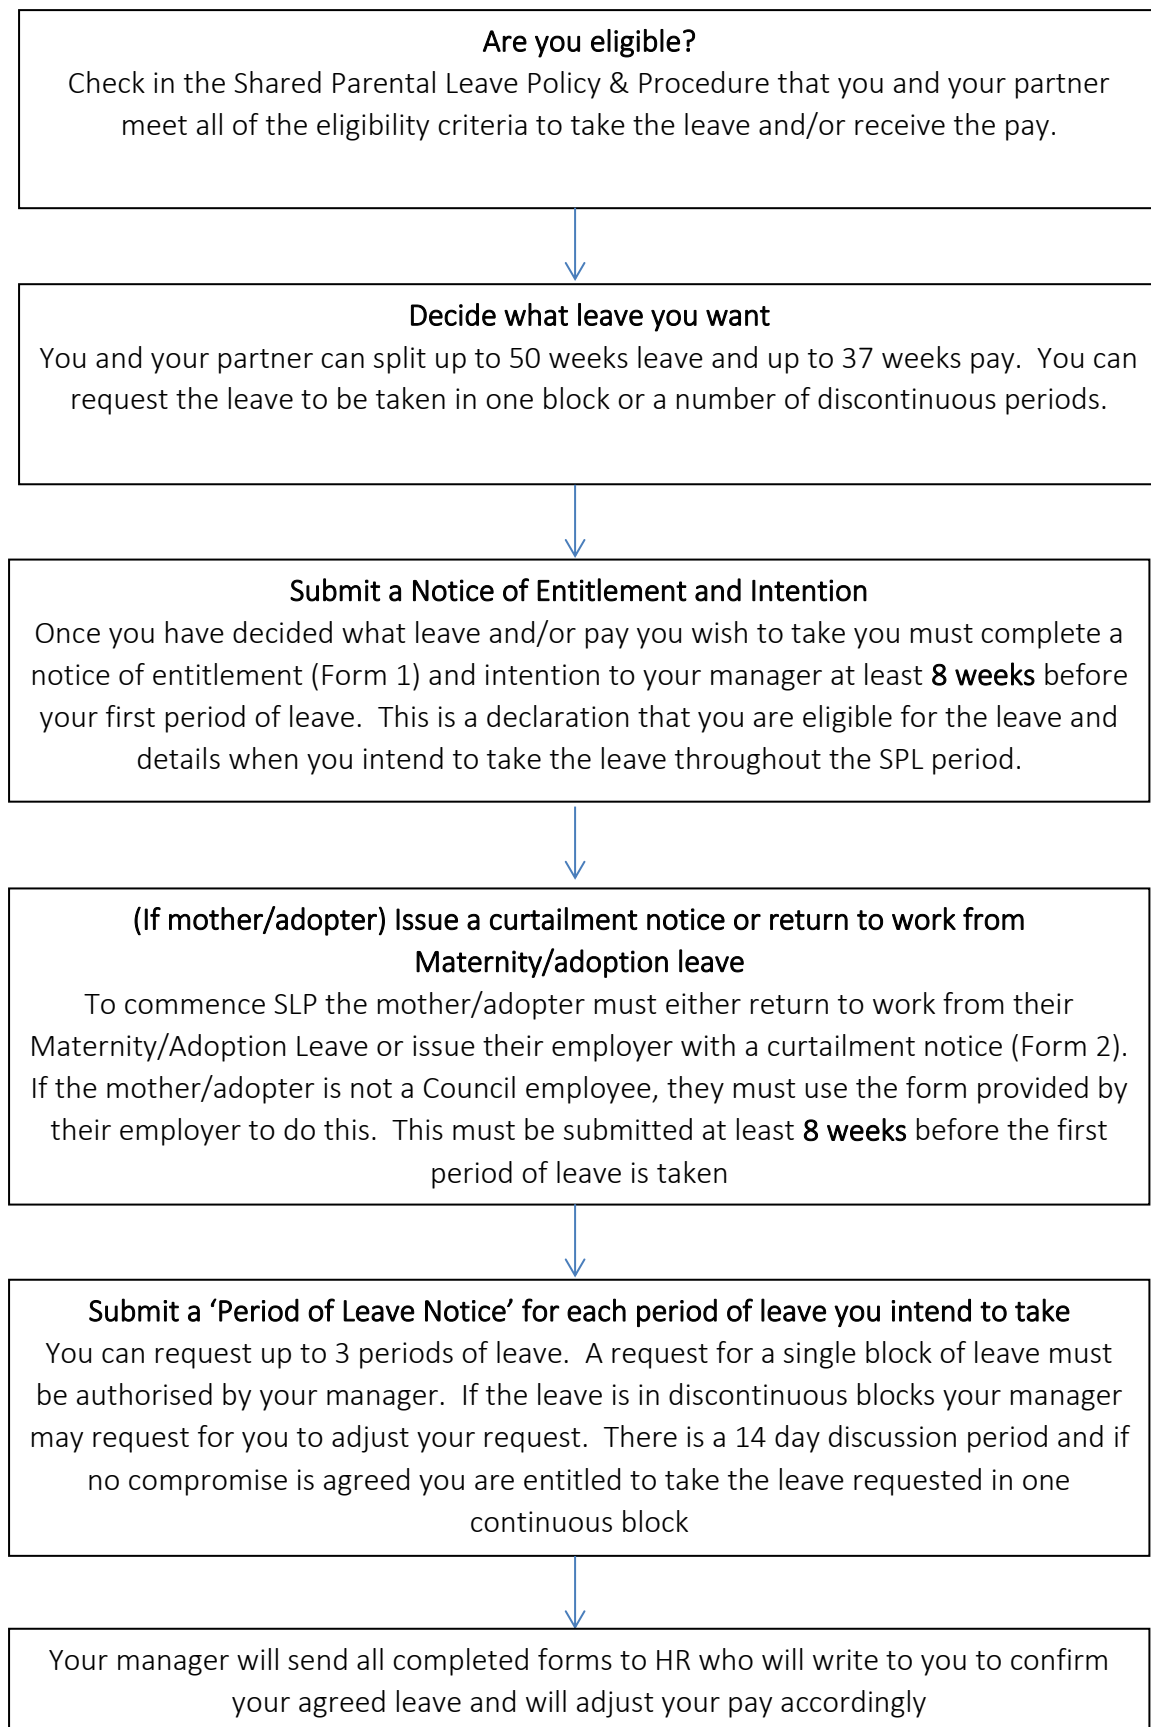 Are you eligible?
Check in the Shared Parental Leave Policy & Procedure that you and your partner
meet all of the eligibility criteria to take the leave and/or receive the pay.
Decide what leave you want
You and your partner can split up to 50 weeks leave and up to 37 weeks pay.  You can
request the leave to be taken in one block or a number of discontinuous periods.
Submit a Notice of Entitlement and Intention
Once you have decided what leave and/or pay you wish to take you must complete a
notice of entitlement (Form 1) and intention to your manager at least 8 weeks before
your first period of leave.  This is a declaration that you are eligible for the leave and
details when you intend to take the leave throughout the SPL period.
(If mother/adopter) Issue a curtailment notice or return to work from
Maternity/adoption leave
To commence SLP the mother/adopter must either return to work from their
Maternity/Adoption Leave or issue their employer with a curtailment notice (Form 2).
If the mother/adopter is not a Council employee, they must use the form provided by
their employer to do this.  This must be submitted at least 8 weeks before the first
period of leave is taken
Submit a ‘Period of Leave Notice’ for each period of leave you intend to take
You can request up to 3 periods of leave.  A request for a single block of leave must
be authorised by your manager.  If the leave is in discontinuous blocks your manager
may request for you to adjust your request.  There is a 14 day discussion period and if
no compromise is agreed you are entitled to take the leave requested in one
continuous block
Your manager will send all completed forms to HR who will write to you to confirm
your agreed leave and will adjust your pay accordingly